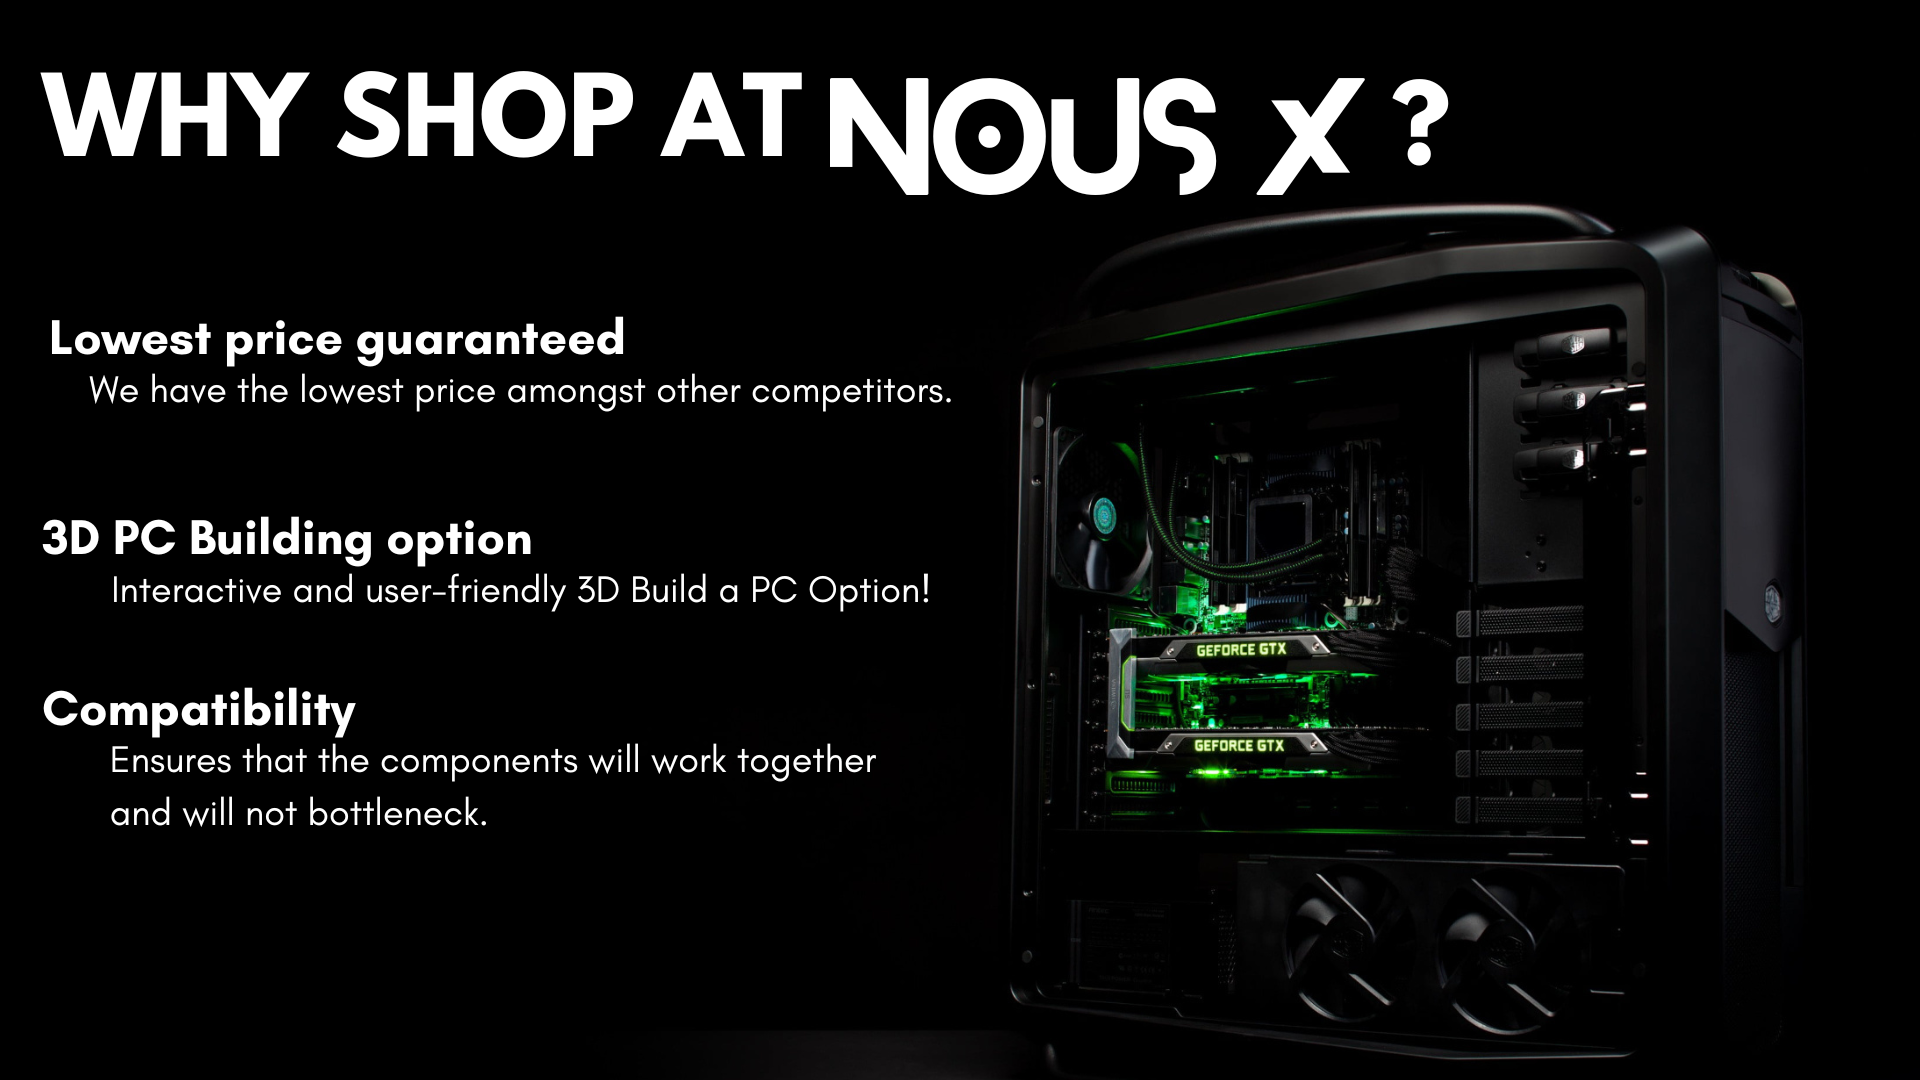 WHY SHOP AT NOUS X ?
Lowest price guaranteed
We have the lowest price amongst other competitors.
3D PC Building option
Interactive and user-friendly 3D Build a PC Option!
Compatibility
Ensures that the components will work together
and will not bottleneck.
GEFORCE GTX
GEFORCE GTX